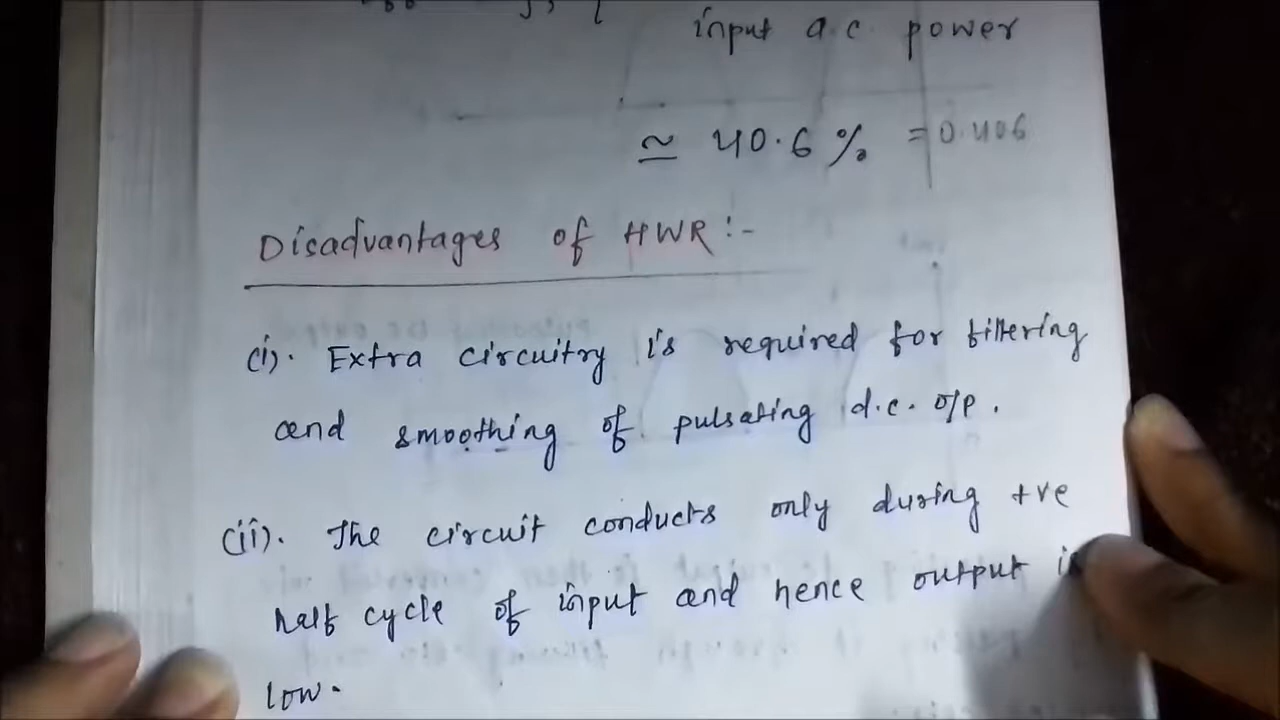 input a.c. power
≃ 40.6 % = 0.406
Disadvantages of HWR :-
(i). Extra circuitry is required for filtering
and smoothing of pulsating d.c. o/p.
(ii). The circuit conducts only during +ve
half cycle of input and hence output
low.